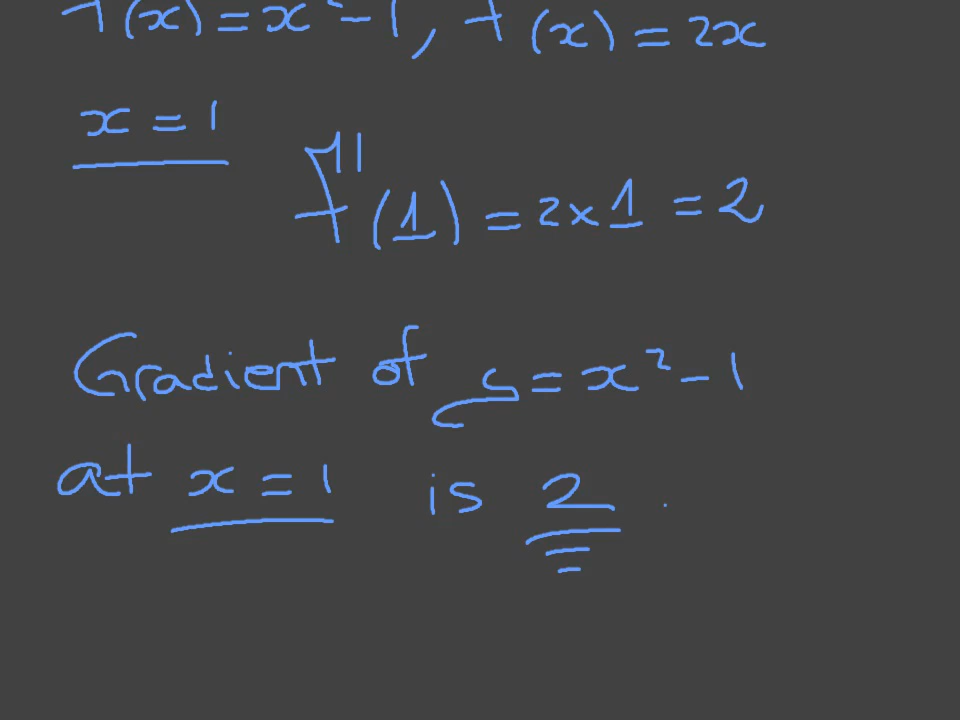 f(x) = x² - 1, f(x) = 2x
x = 1
f'(1) = 2 x 1 = 2
Gradient of y = x² - 1
at x = 1 is 2.